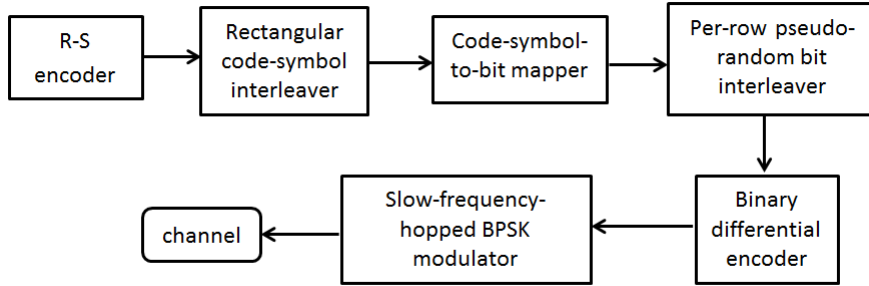 R-S
encoder
Rectangular
code-symbol
interleaver
Code-symbol-
to-bit mapper
Per-row pseudo-
random bit
interleaver
Binary
differential
encoder
Slow-frequency-
hopped BPSK
modulator
channel